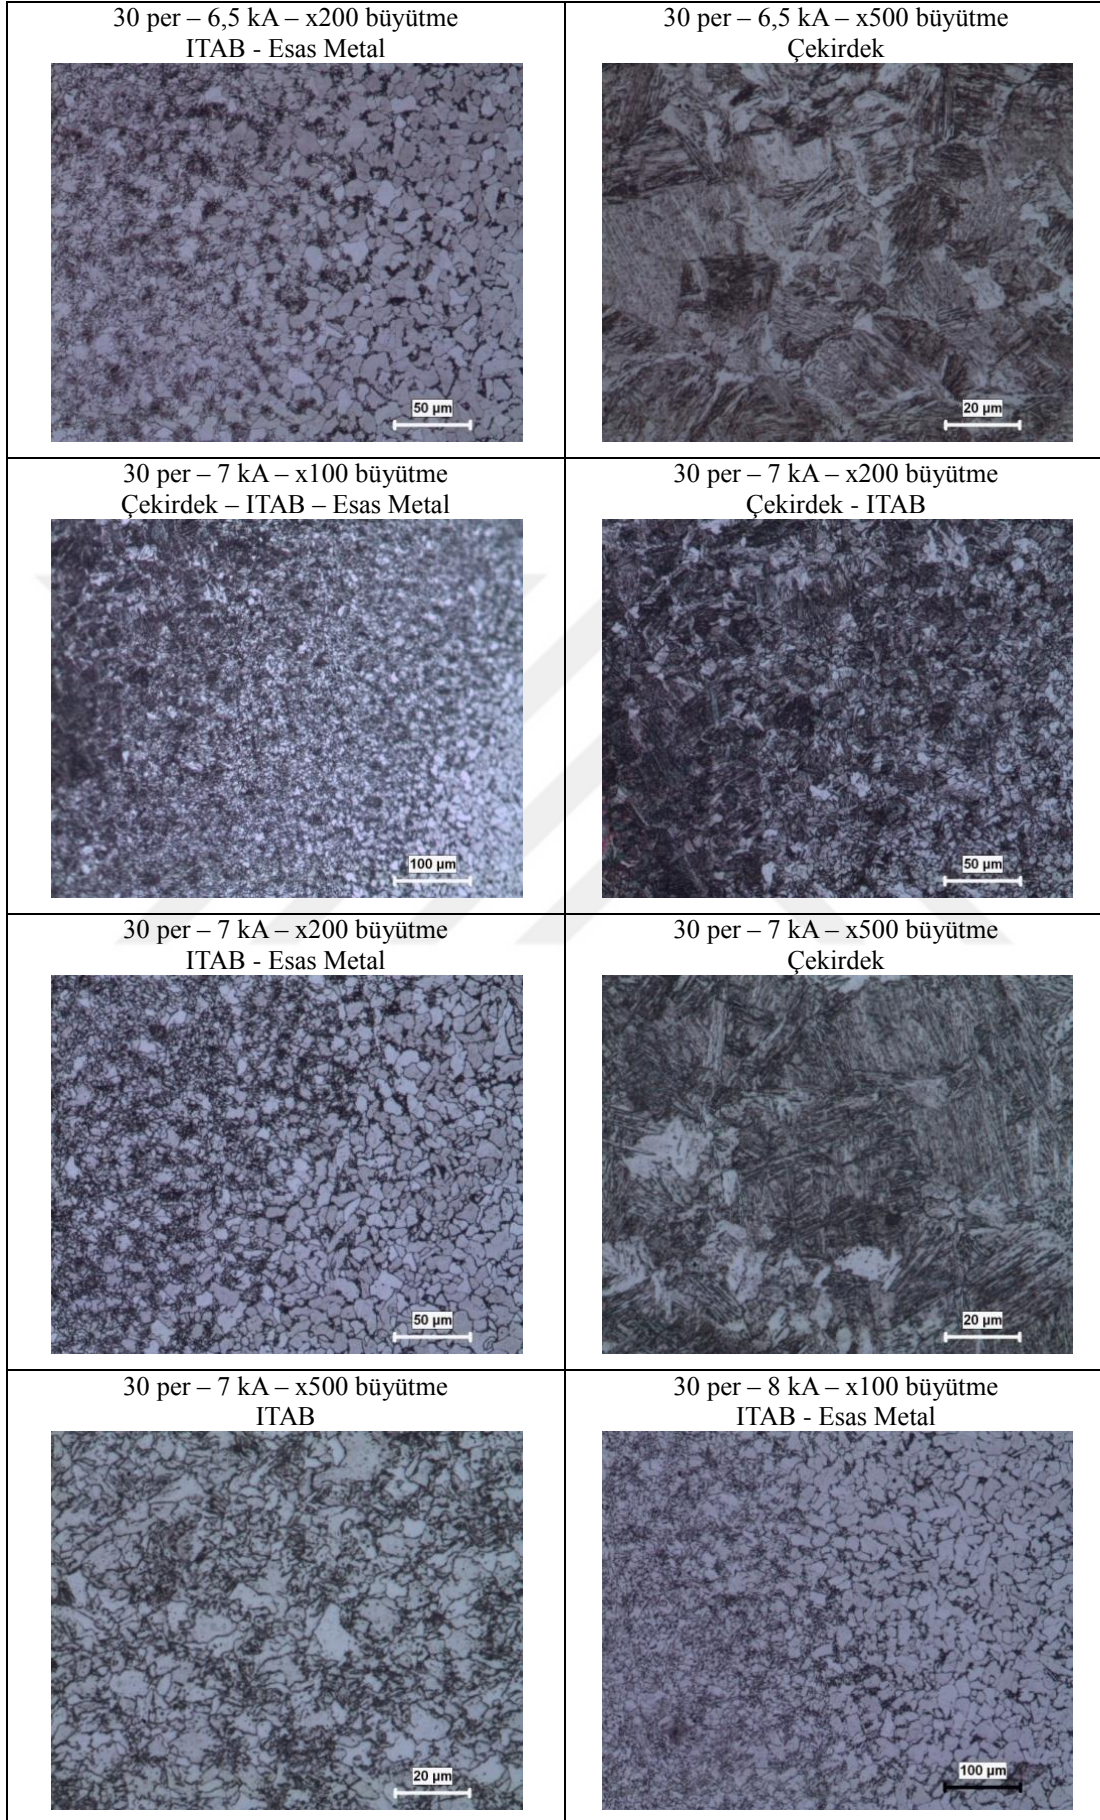 30 per – 6,5 kA – x200 büyütme
ITAB - Esas Metal
50 µm
30 per – 6,5 kA – x500 büyütme
Çekirdek
20 µm
30 per – 7 kA – x100 büyütme
Çekirdek – ITAB – Esas Metal
100 µm
30 per – 7 kA – x200 büyütme
Çekirdek - ITAB
50 µm
30 per – 7 kA – x200 büyütme
ITAB - Esas Metal
50 µm
30 per – 7 kA – x500 büyütme
Çekirdek
20 µm
30 per – 7 kA – x500 büyütme
ITAB
20 µm
30 per – 8 kA – x100 büyütme
ITAB - Esas Metal
100 µm